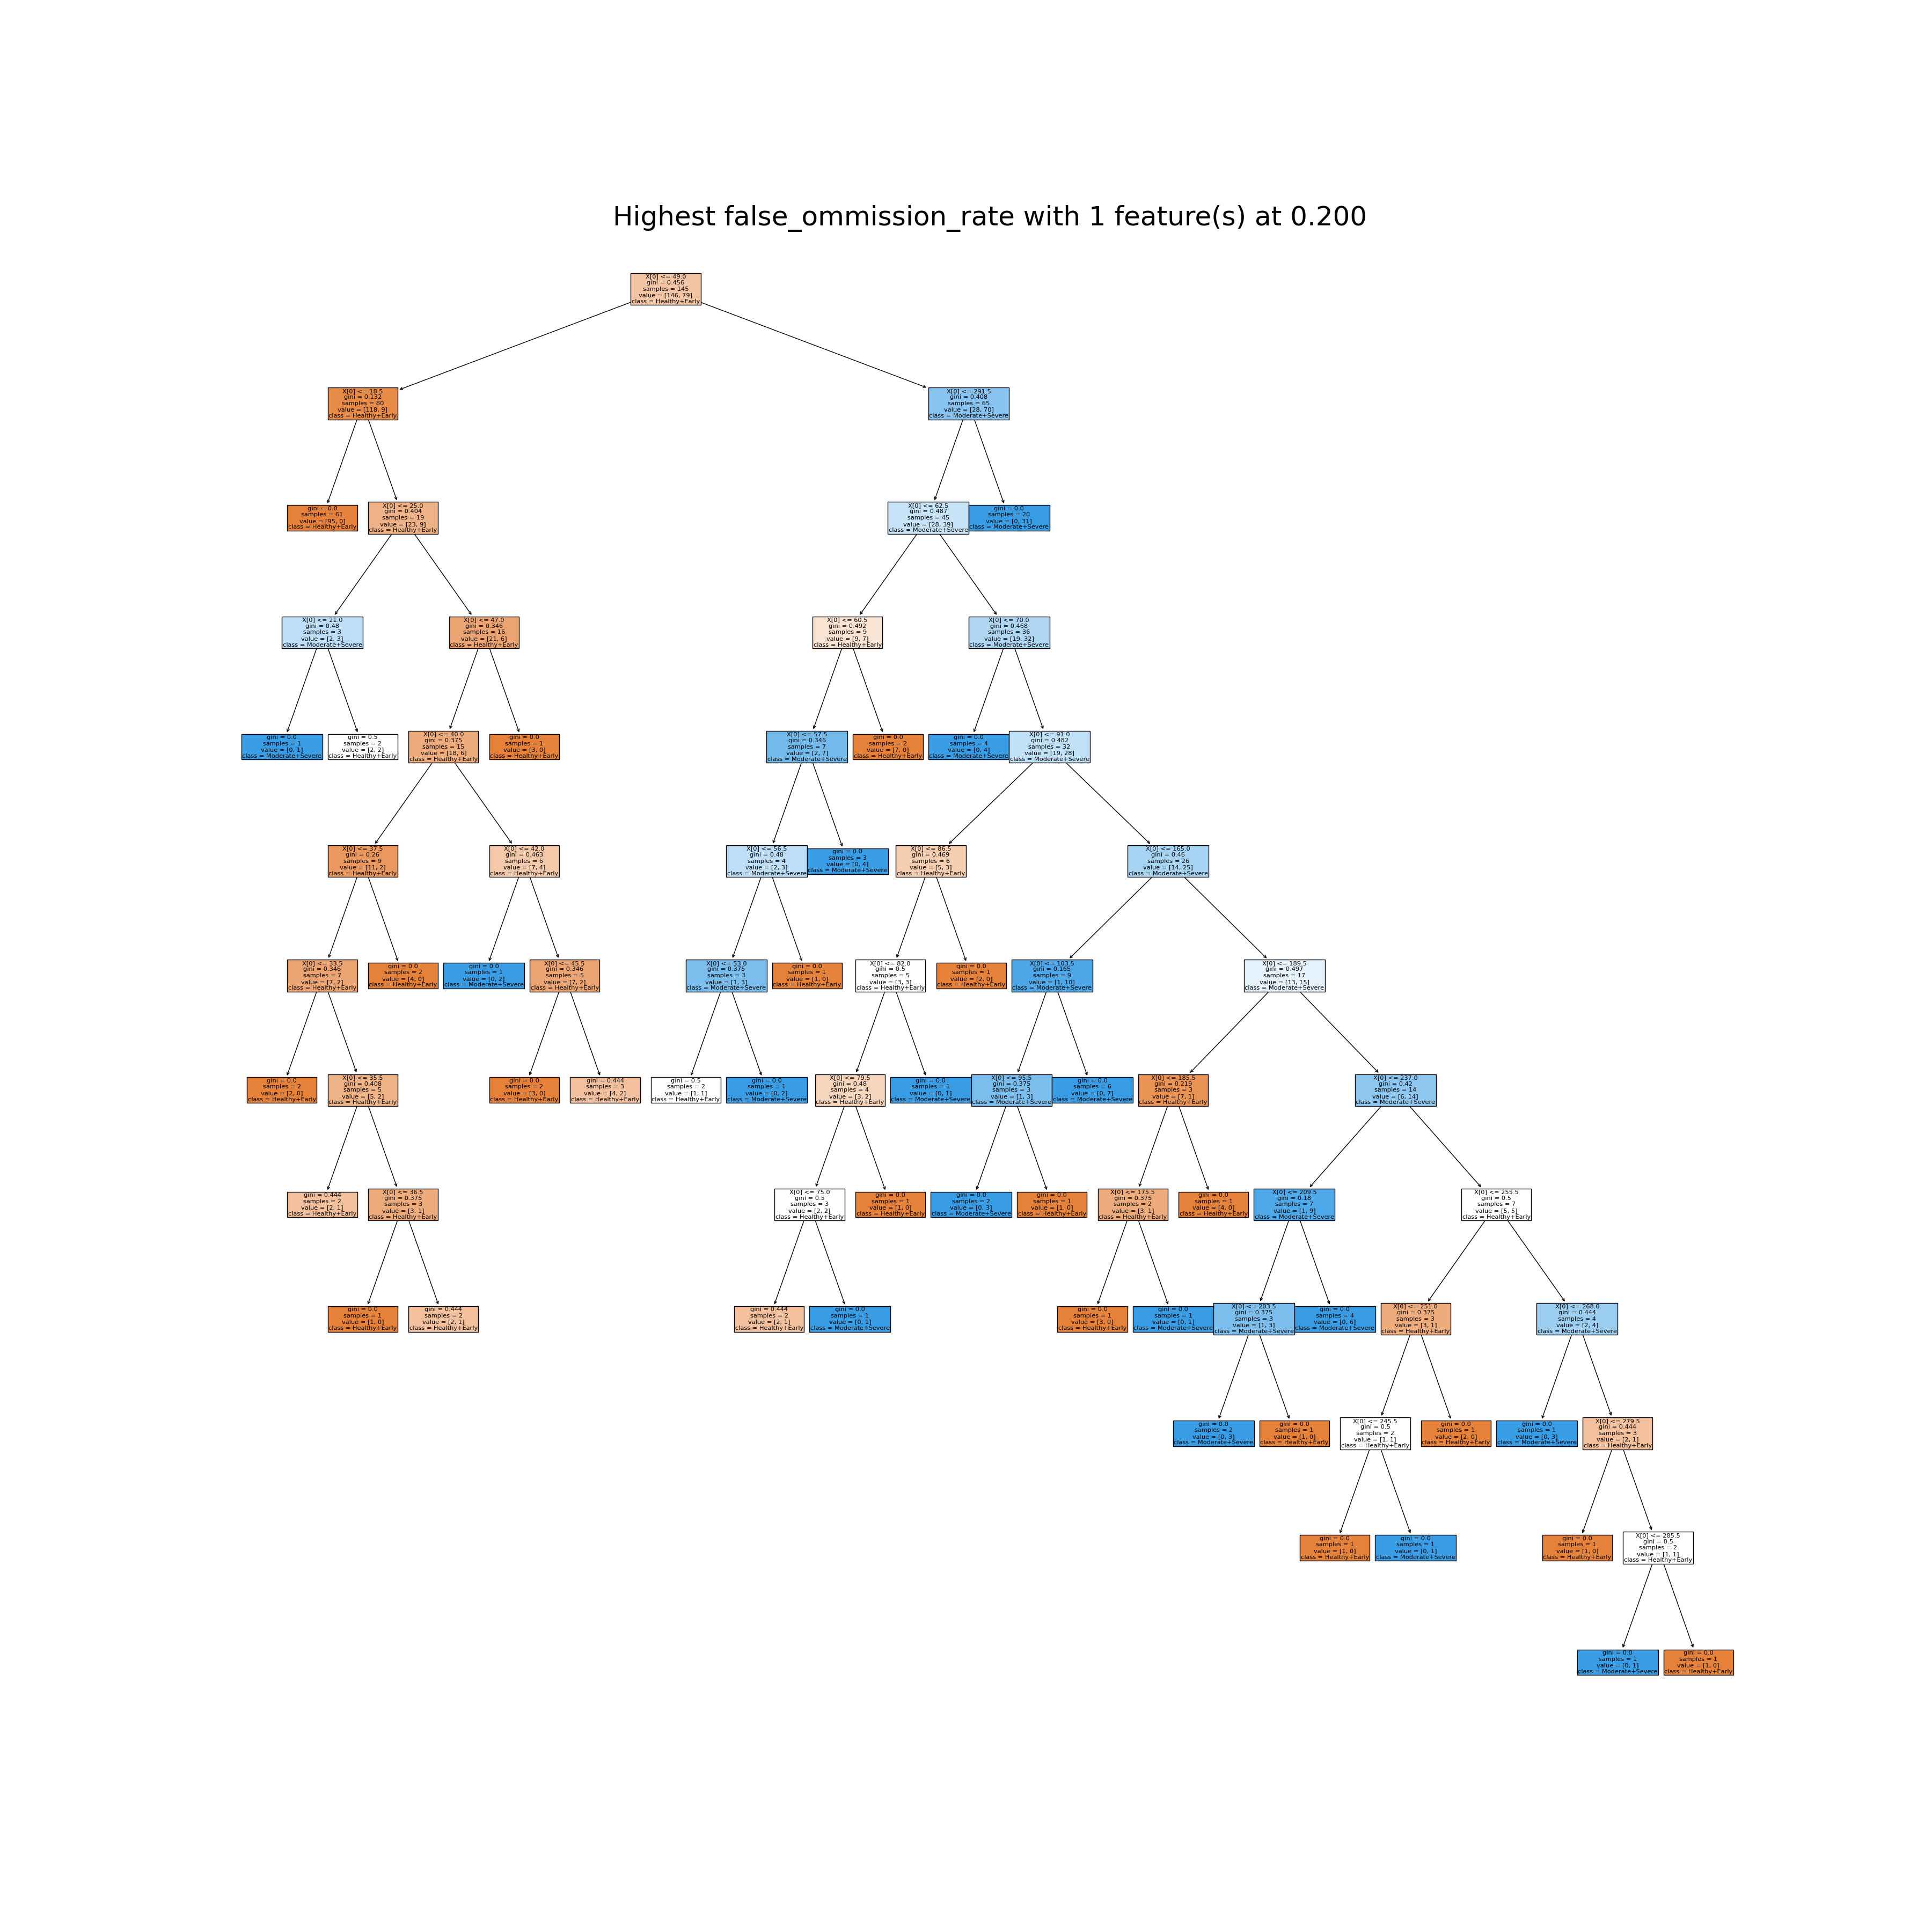 Highest false_ommission_rate with 1 feature(s) at 0.200
X[0] <= 49.0
gini = 0.456
samples = 145
value = [146, 79]
class = Healthy+Early
X[0] <= 18.5
gini = 0.132
samples = 80
value = [118, 9]
class = Healthy+Early
X[0] <= 291.5
gini = 0.408
samples = 65
value = [28, 70]
class = Moderate+Severe
gini = 0.0
samples = 61
value = [95, 0]
class = Healthy+Early
X[0] <= 25.0
gini = 0.404
samples = 19
value = [23, 9]
class = Healthy+Early
X[0] <= 62.5
gini = 0.487
samples = 45
value = [28, 39]
class = Moderate+Severe
gini = 0.0
samples = 20
value = [0, 31]
class = Moderate+Severe
X[0] <= 21.0
gini = 0.48
samples = 3
value = [2, 3]
class = Moderate+Severe
X[0] <= 47.0
gini = 0.346
samples = 16
value = [21, 6]
class = Healthy+Early
X[0] <= 60.5
gini = 0.492
samples = 9
value = [9, 7]
class = Healthy+Early
X[0] <= 70.0
gini = 0.468
samples = 36
value = [19, 32]
class = Moderate+Severe
gini = 0.0
samples = 1
value = [0, 1]
class = Moderate+Severe
gini = 0.5
samples = 2
value = [2, 2]
class = Healthy+Early
X[0] <= 40.0
gini = 0.375
samples = 15
value = [18, 6]
class = Healthy+Early
gini = 0.0
samples = 1
value = [3, 0]
class = Healthy+Early
X[0] <= 57.5
gini = 0.346
samples = 7
value = [2, 7]
class = Moderate+Severe
gini = 0.0
samples = 2
value = [7, 0]
class = Healthy+Early
gini = 0.0
samples = 4
value = [0, 4]
class = Moderate+Severe
X[0] <= 91.0
gini = 0.482
samples = 32
value = [19, 28]
class = Moderate+Severe
X[0] <= 37.5
gini = 0.26
samples = 9
value = [11, 2]
class = Healthy+Early
X[0] <= 42.0
gini = 0.463
samples = 6
value = [7, 4]
class = Healthy+Early
X[0] <= 56.5
gini = 0.48
samples = 4
value = [2, 3]
class = Moderate+Severe
gini = 0.0
samples = 3
value = [0, 4]
class = Moderate+Severe
X[0] <= 86.5
gini = 0.469
samples = 6
value = [5, 3]
class = Healthy+Early
X[0] <= 165.0
gini = 0.46
samples = 26
value = [14, 25]
class = Moderate+Severe
X[0] <= 33.5
gini = 0.346
samples = 7
value = [7, 2]
class = Healthy+Early
gini = 0.0
samples = 2
value = [4, 0]
class = Healthy+Early
gini = 0.0
samples = 1
value = [0, 2]
class = Moderate+Severe
X[0] <= 45.5
gini = 0.346
samples = 5
value = [7, 2]
class = Healthy+Early
X[0] <= 53.0
gini = 0.375
samples = 3
value = [1, 3]
class = Moderate+Severe
gini = 0.0
samples = 1
value = [1, 0]
class = Healthy+Early
X[0] <= 82.0
gini = 0.5
samples = 5
value = [3, 3]
class = Healthy+Early
gini = 0.0
samples = 1
value = [2, 0]
class = Healthy+Early
X[0] <= 103.5
gini = 0.165
samples = 9
value = [1, 10]
class = Moderate+Severe
X[0] <= 189.5
gini = 0.497
samples = 17
value = [13, 15]
class = Moderate+Severe
gini = 0.0
samples = 2
value = [2, 0]
class = Healthy+Early
X[0] <= 35.5
gini = 0.408
samples = 5
value = [5, 2]
class = Healthy+Early
gini = 0.0
samples = 2
value = [3, 0]
class = Healthy+Early
gini = 0.444
samples = 3
value = [4, 2]
class = Healthy+Early
gini = 0.5
samples = 2
value = [1, 1]
class = Healthy+Early
gini = 0.0
samples = 1
value = [0, 2]
class = Moderate+Severe
X[0] <= 79.5
gini = 0.48
samples = 4
value = [3, 2]
class = Healthy+Early
gini = 0.0
samples = 1
value = [0, 1]
class = Moderate+Severe
X[0] <= 95.5
gini = 0.375
samples = 3
value = [1, 3]
class = Moderate+Severe
gini = 0.0
samples = 6
value = [0, 7]
class = Moderate+Severe
X[0] <= 185.5
gini = 0.219
samples = 3
value = [7, 1]
class = Healthy+Early
X[0] <= 237.0
gini = 0.42
samples = 14
value = [6, 14]
class = Moderate+Severe
gini = 0.444
samples = 2
value = [2, 1]
class = Healthy+Early
X[0] <= 36.5
gini = 0.375
samples = 3
value = [3, 1]
class = Healthy+Early
X[0] <= 75.0
gini = 0.5
samples = 3
value = [2, 2]
class = Healthy+Early
gini = 0.0
samples = 1
value = [1, 0]
class = Healthy+Early
gini = 0.0
samples = 2
value = [0, 3]
class = Moderate+Severe
gini = 0.0
samples = 1
value = [1, 0]
class = Healthy+Early
X[0] <= 175.5
gini = 0.375
samples = 2
value = [3, 1]
class = Healthy+Early
gini = 0.0
samples = 1
value = [4, 0]
class = Healthy+Early
X[0] <= 209.5
gini = 0.18
samples = 7
value = [1, 9]
class = Moderate+Severe
X[0] <= 255.5
gini = 0.5
samples = 7
value = [5, 5]
class = Healthy+Early
gini = 0.0
samples = 1
value = [1, 0]
class = Healthy+Early
gini = 0.444
samples = 2
value = [2, 1]
class = Healthy+Early
gini = 0.444
samples = 2
value = [2, 1]
class = Healthy+Early
gini = 0.0
samples = 1
value = [0, 1]
class = Moderate+Severe
gini = 0.0
samples = 1
value = [3, 0]
class = Healthy+Early
gini = 0.0
samples = 1
value = [0, 1]
class = Moderate+Severe
X[0] <= 203.5
gini = 0.375
samples = 3
value = [1, 3]
class = Moderate+Severe
gini = 0.0
samples = 4
value = [0, 6]
class = Moderate+Severe
X[0] <= 251.0
gini = 0.375
samples = 3
value = [3, 1]
class = Healthy+Early
X[0] <= 268.0
gini = 0.444
samples = 4
value = [2, 4]
class = Moderate+Severe
gini = 0.0
samples = 2
value = [0, 3]
class = Moderate+Severe
gini = 0.0
samples = 1
value = [1, 0]
class = Healthy+Early
X[0] <= 245.5
gini = 0.5
samples = 2
value = [1, 1]
class = Healthy+Early
gini = 0.0
samples = 1
value = [2, 0]
class = Healthy+Early
gini = 0.0
samples = 1
value = [0, 3]
class = Moderate+Severe
X[0] <= 279.5
gini = 0.444
samples = 3
value = [2, 1]
class = Healthy+Early
gini = 0.0
samples = 1
value = [1, 0]
class = Healthy+Early
gini = 0.0
samples = 1
value = [0, 1]
class = Moderate+Severe
gini = 0.0
samples = 1
value = [1, 0]
class = Healthy+Early
X[0] <= 285.5
gini = 0.5
samples = 2
value = [1, 1]
class = Healthy+Early
gini = 0.0
samples = 1
value = [0, 1]
class = Moderate+Severe
gini = 0.0
samples = 1
value = [1, 0]
class = Healthy+Early